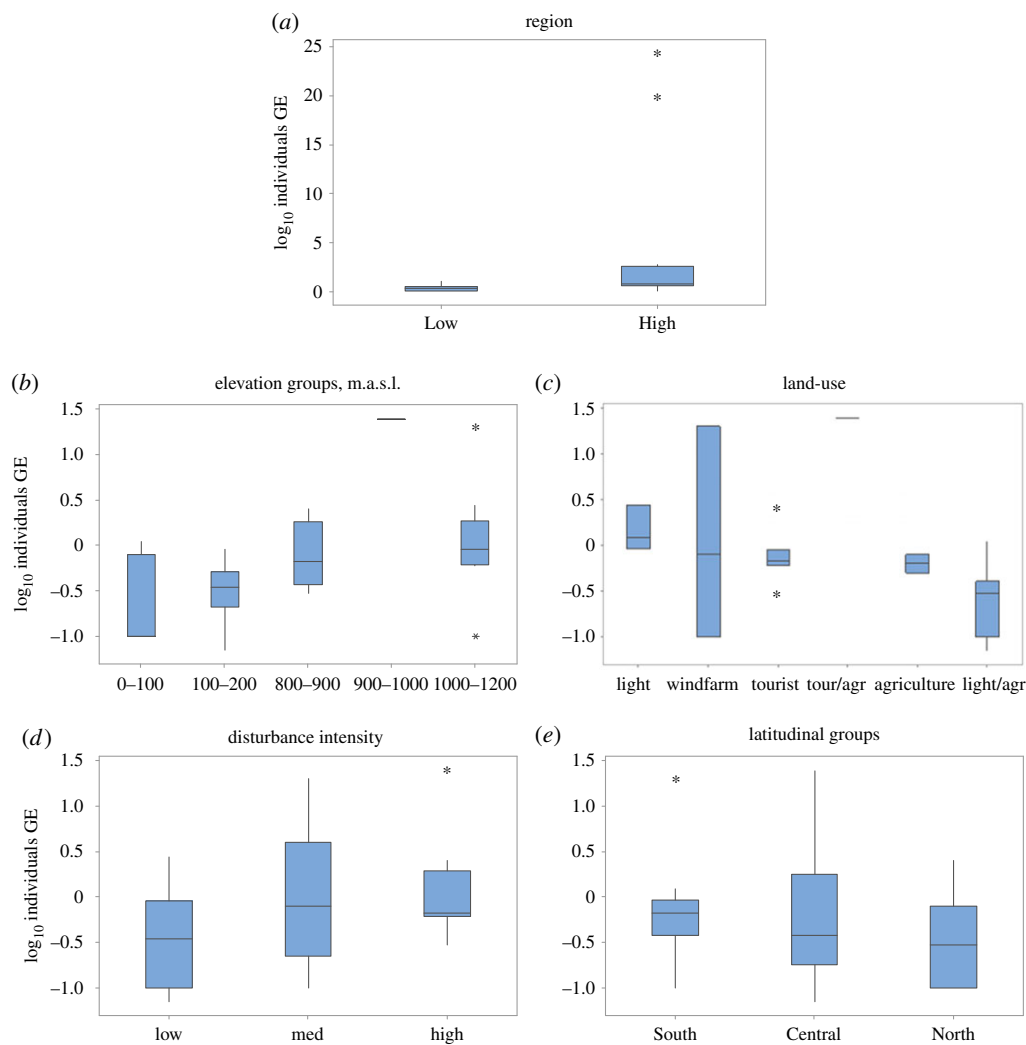 (a) region
log10 individuals GE
25
20
15
10
5
0
Low High
(b) elevation groups, m.a.s.l.
log10 individuals GE
1.5
1.0
0.5
0
–0.5
–1.0
0–100 100–200 800–900 900–1000 1000–1200
(c) land-use
1.5
1.0
0.5
0
–0.5
–1.0
light windfarm tourist tour/agr agriculture light/agr
(d) disturbance intensity
log10 individuals GE
1.5
1.0
0.5
0
–0.5
–1.0
low med high
(e) latitudinal groups
1.5
1.0
0.5
0
–0.5
–1.0
South Central North